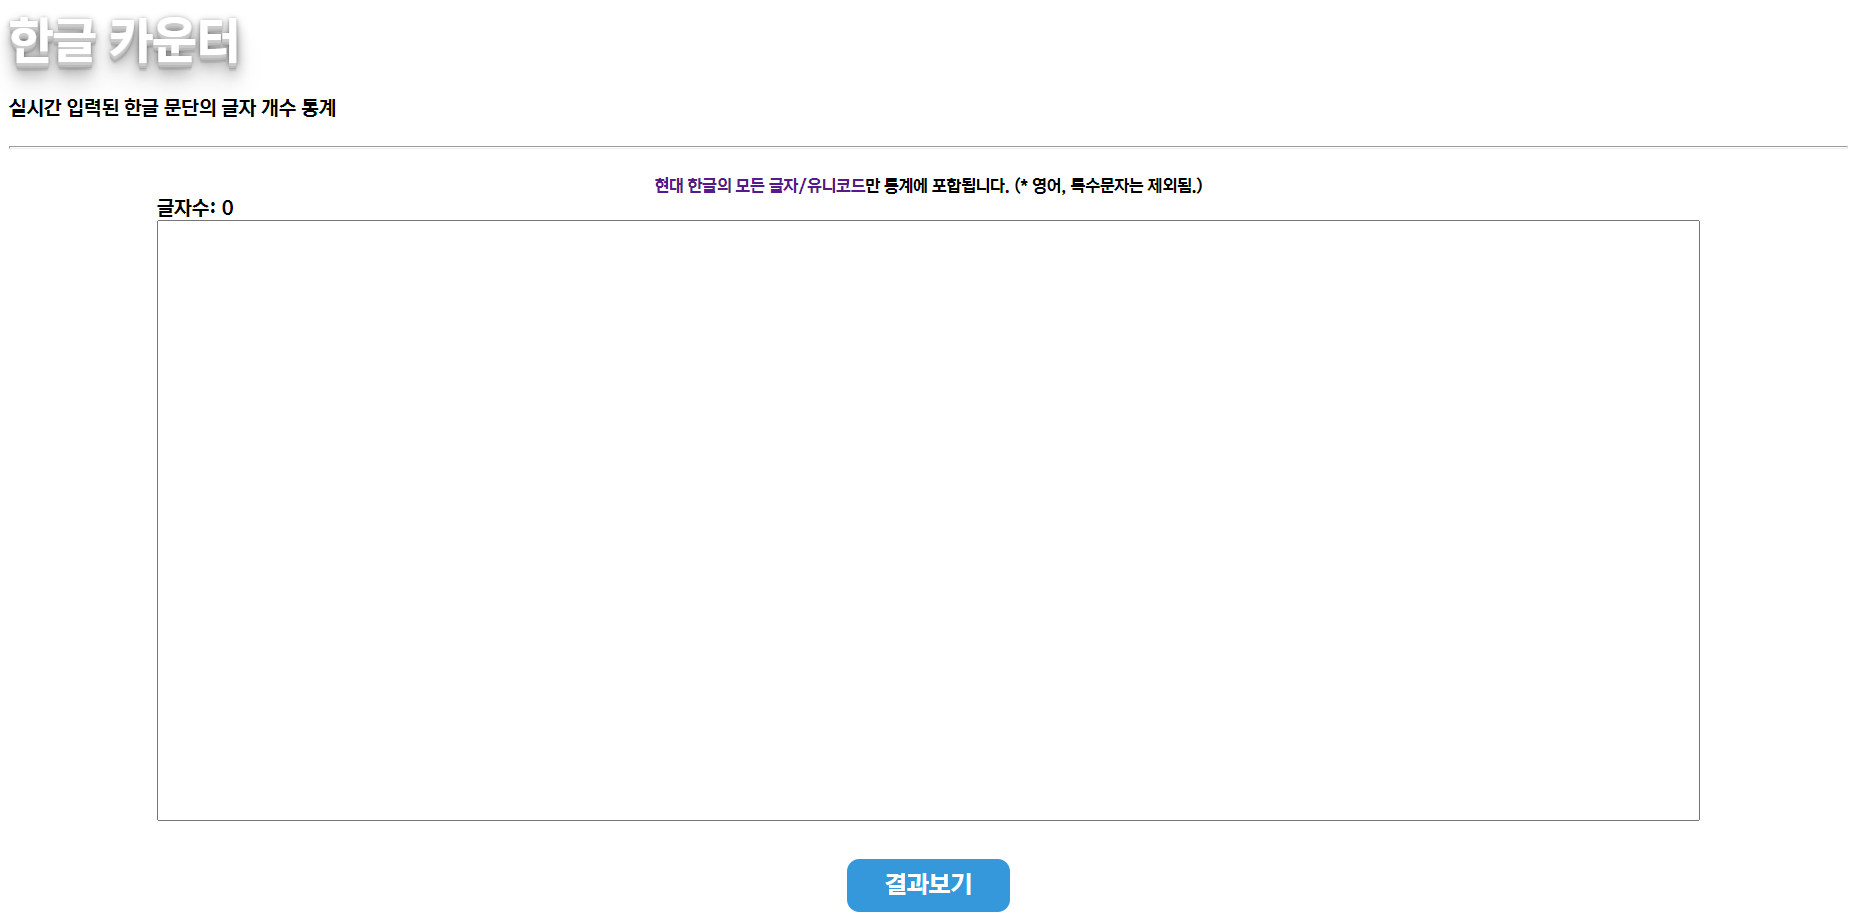 한글 카운터
실시간 입력된 한글 문단의 글자 개수 통계
현대 한글의 모든 글자/유니코드만 통계에 포합됩니다. (* 영어, 특수문자는 제외됨.)
글자수: 0
결과보기